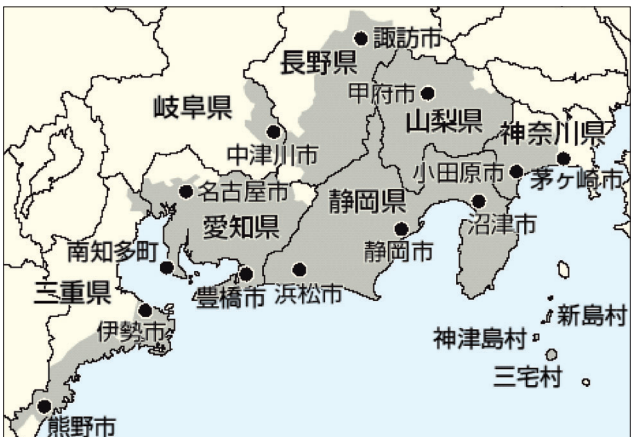 諏訪市
長野県
甲府市
岐阜県
山梨県
神奈川県
中津川市
小田原市
茅ヶ崎市
名古屋市
静岡県
愛知県
沼津市
南知多町
静岡市
三重県
豊橋市
浜松市
伊勢市
新島村
神津島村
三宅村
熊野市